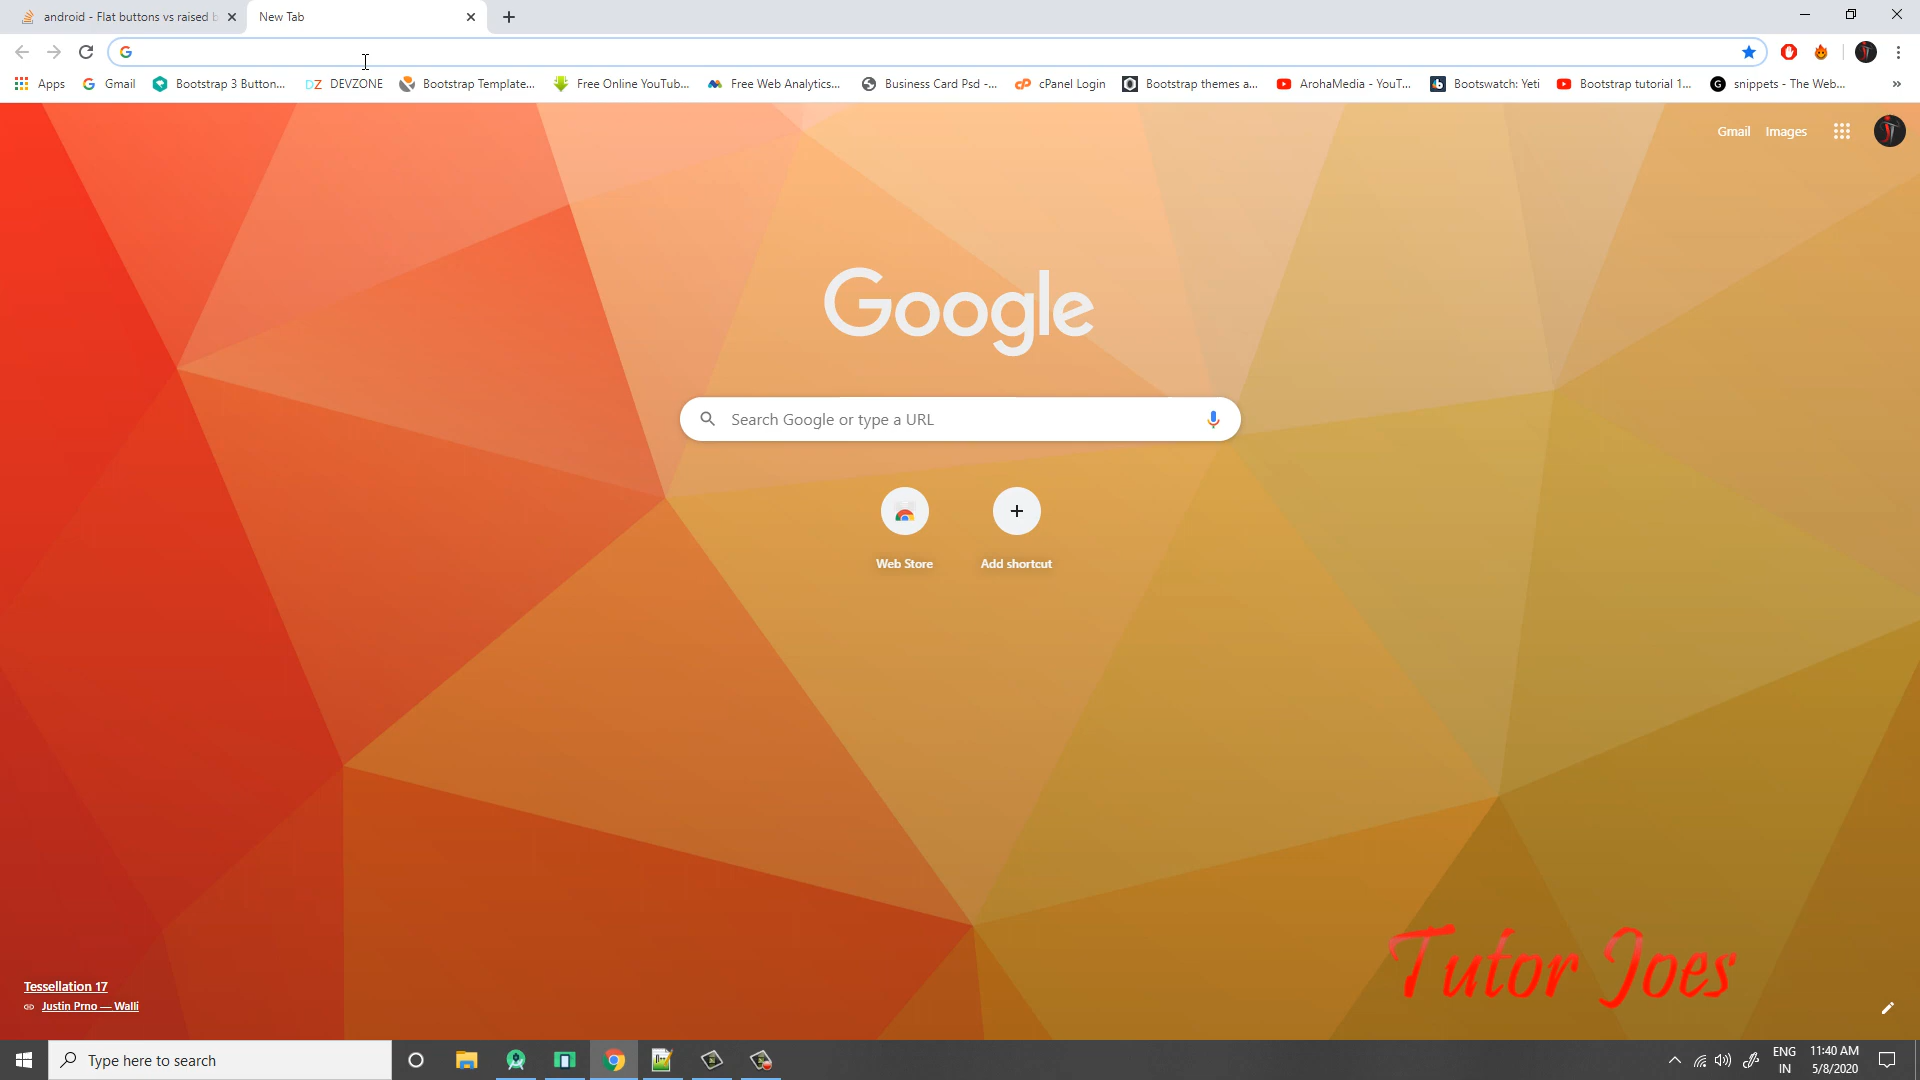 android - Flat buttons vs raised b
New Tab
Apps
Gmail
Bootstrap 3 Button...
DZ DEVZONE
Bootstrap Template...
Free Online YouTub...
Free Web Analytics...
Business Card Psd -...
cPanel Login
Bootstrap themes a...
ArohaMedia - YouT...
Bootswatch: Yeti
Bootstrap tutorial 1...
snippets - The Web...
»
Gmail Images
Google
Search Google or type a URL
Web Store
Add shortcut
Tutor Joes
Tessellation 17
Justin Prno — Walli
Type here to search
ENG
IN
11:40 AM
5/8/2020